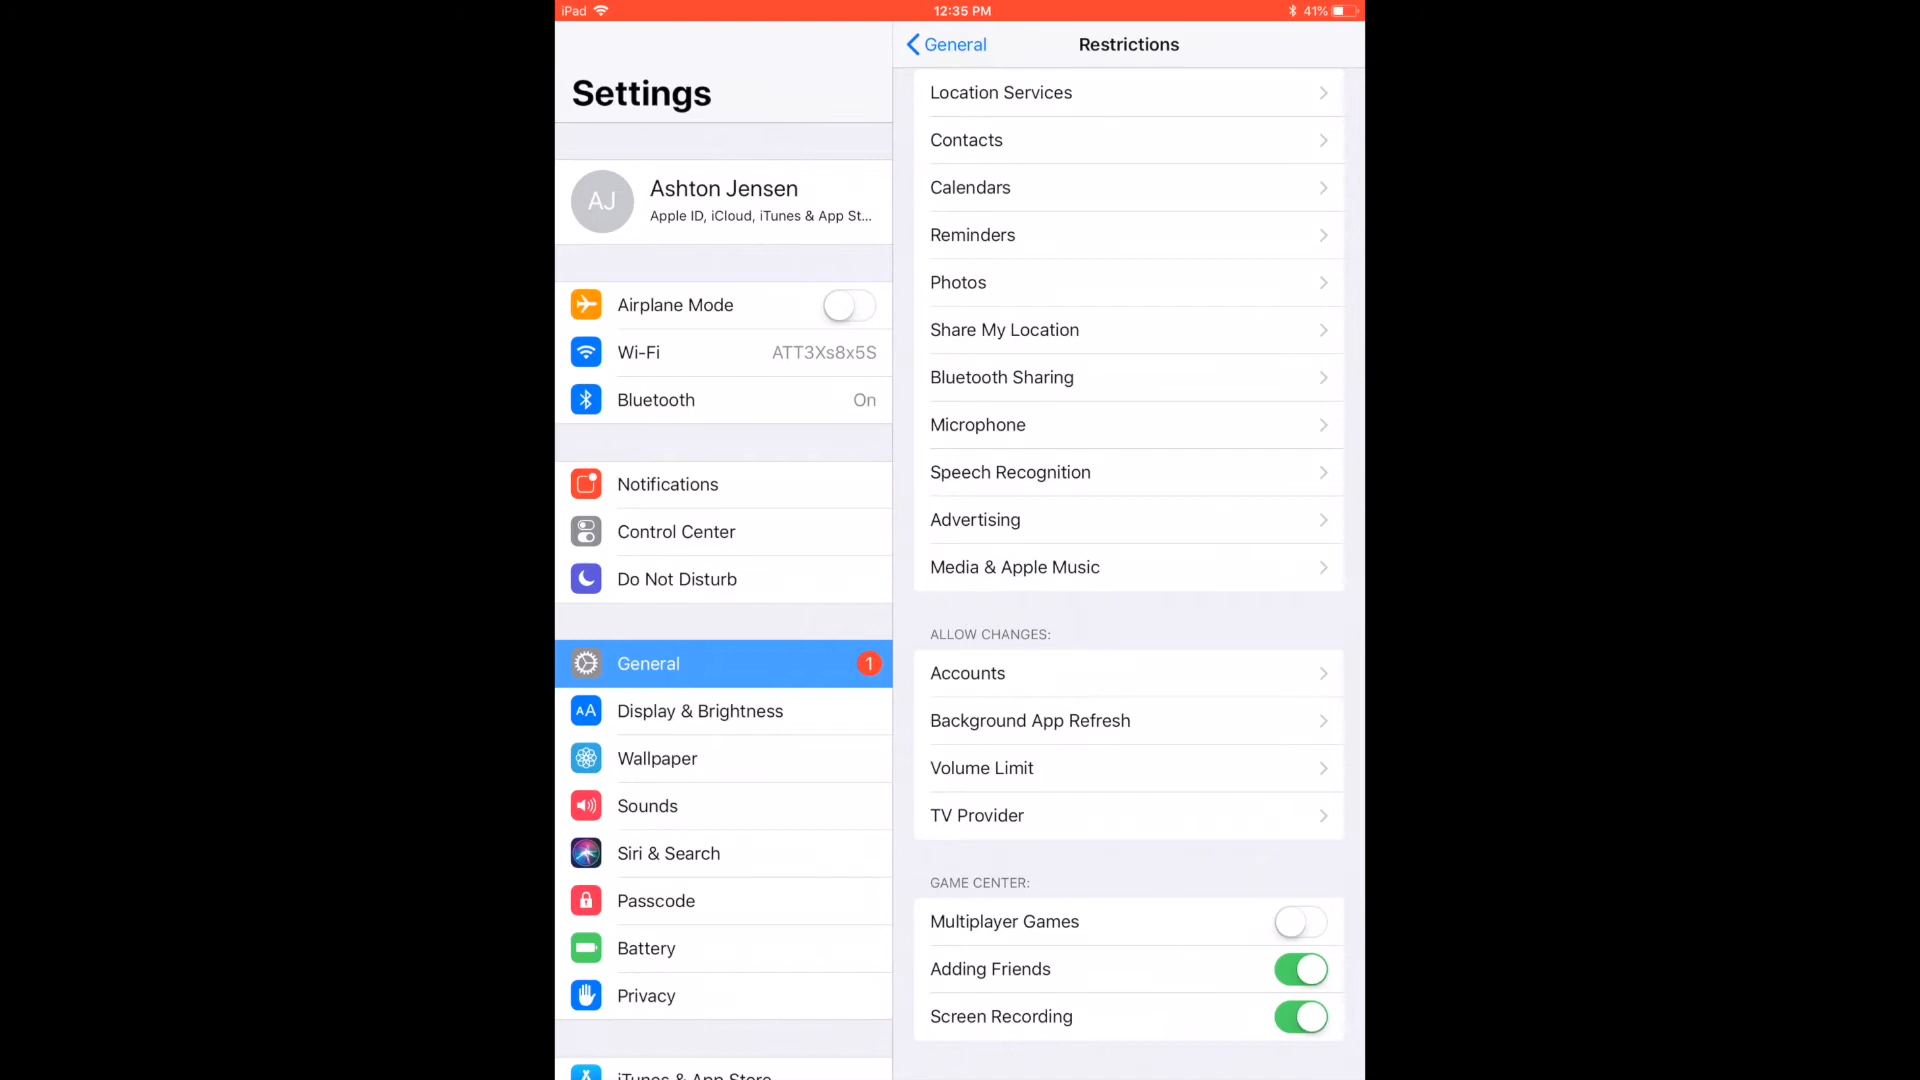 iPad
12:35 PM
41%
Settings
AJ
Ashton Jensen
Apple ID, iCloud, iTunes & App St...
Airplane Mode
Wi-Fi ATT3Xs8x5S
Bluetooth On
Notifications
Control Center
Do Not Disturb
General 1
AA Display & Brightness
Wallpaper
Sounds
Siri & Search
Passcode
Battery
Privacy
iTunes & App Store
General
Restrictions
Location Services
Contacts
Calendars
Reminders
Photos
Share My Location
Bluetooth Sharing
Microphone
Speech Recognition
Advertising
Media & Apple Music
ALLOW CHANGES:
Accounts
Background App Refresh
Volume Limit
TV Provider
GAME CENTER:
Multiplayer Games
Adding Friends
Screen Recording